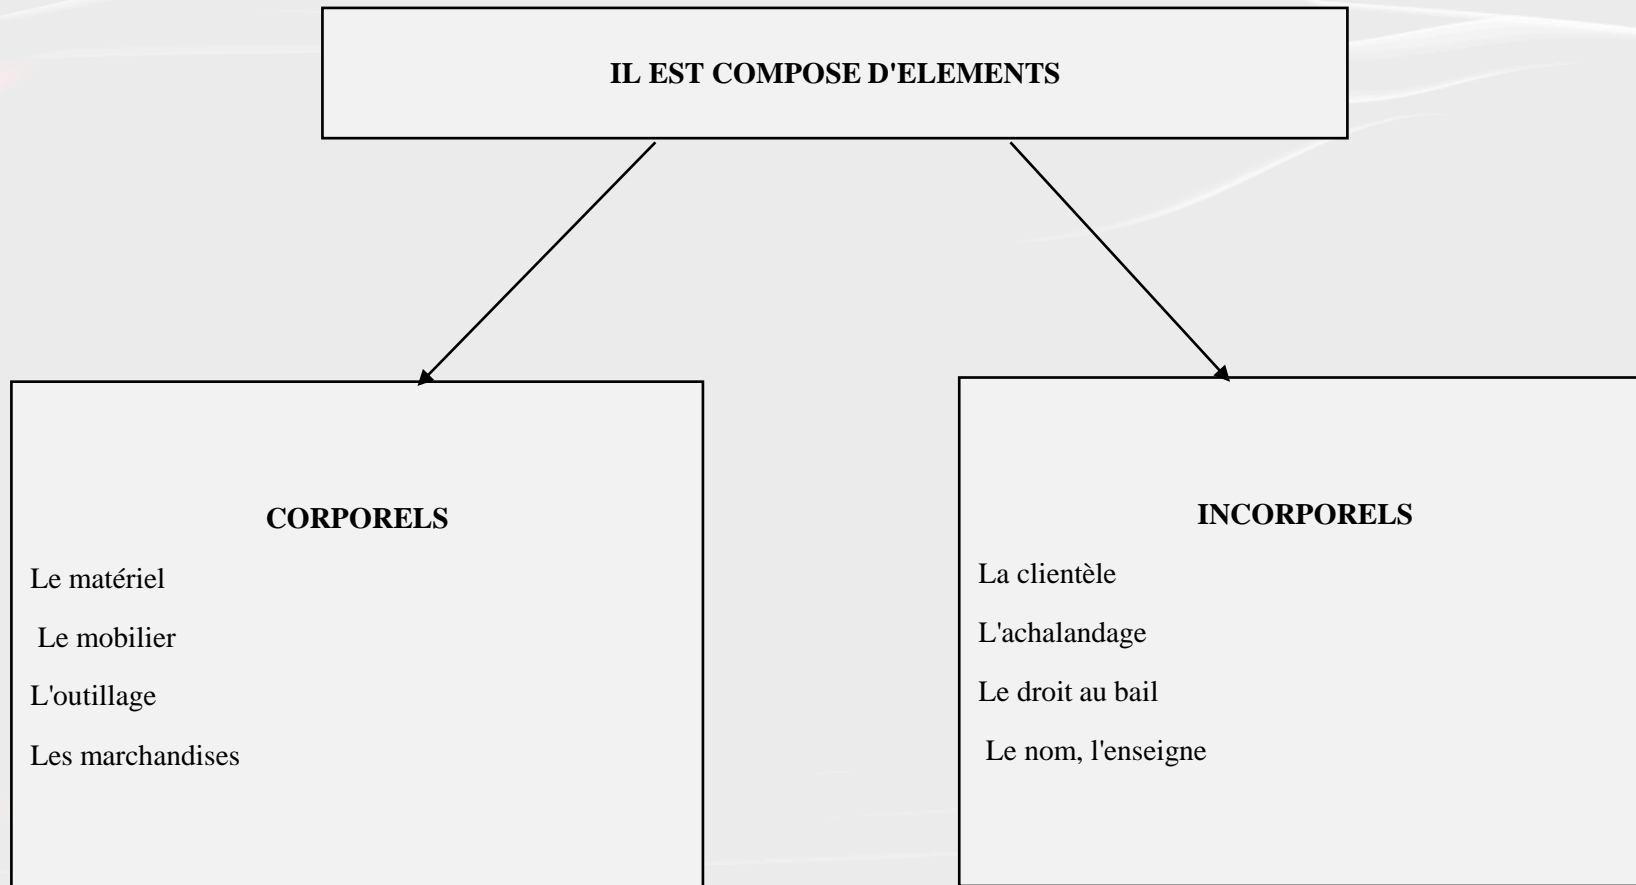 IL EST COMPOSE D'ELEMENTS
CORPORELS
Le matériel
Le mobilier
L'outillage
Les marchandises
INCORPORELS
La clientèle
L'achalandage
Le droit au bail
Le nom, l'enseigne